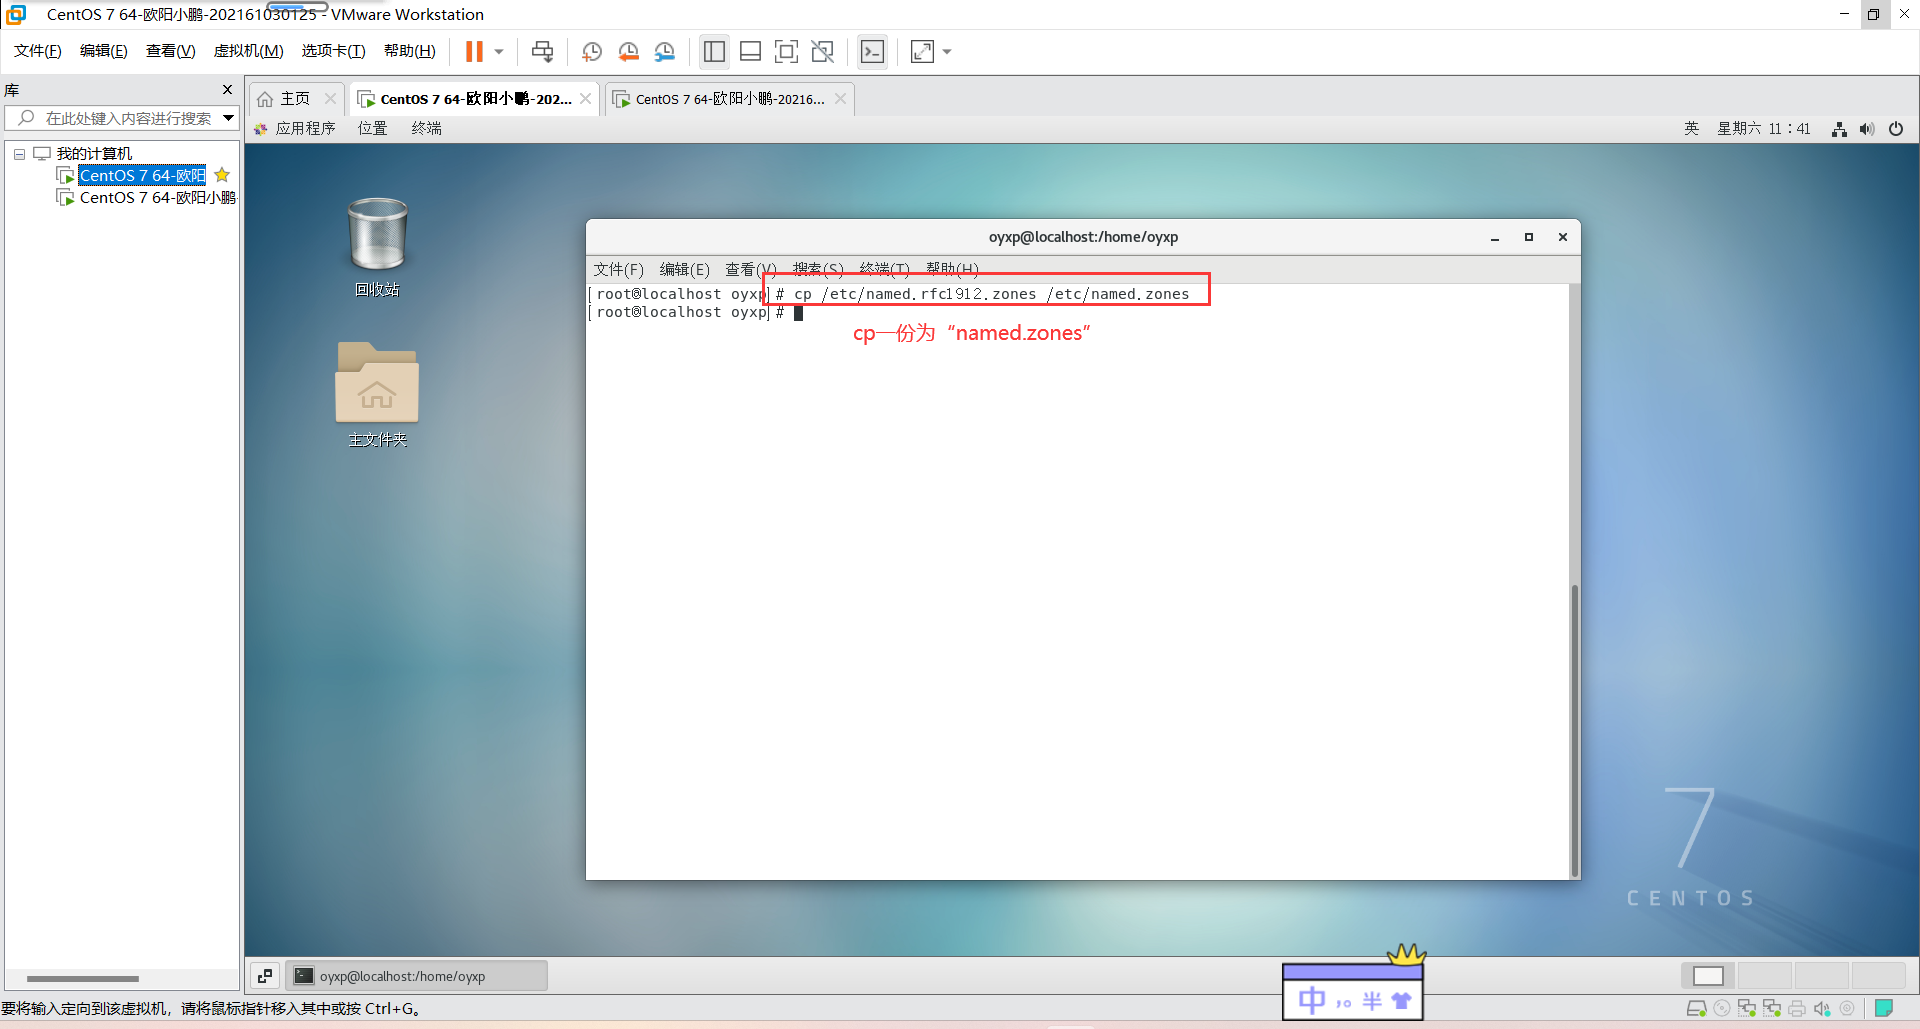 CentOS 7 64-欧阳小鹏-202161030125 - VMware Workstation
文件(F) 编辑(E) 查看(V) 虚拟机(M) 选项卡(T) 帮助(H)
库
在此处键入内容进行搜索
我的计算机
CentOS 7 64-欧阳
CentOS 7 64-欧阳小鹏-
主页
CentOS 7 64-欧阳小鹏-202...
CentOS 7 64-欧阳小鹏-20216...
应用程序 位置 终端
英 星期六 11：41
回收站
主文件夹
oyxp@localhost:/home/oyxp
文件(F) 编辑(E) 查看(V) 搜索(S) 终端(T) 帮助(H)
[root@localhost oyxp]# cp /etc/named.rfc1912.zones /etc/named.zones
[root@localhost oyxp]#
cp一份为“named.zones”
7
CENTOS
oyxp@localhost:/home/oyxp
中 ，。 半
要将输入定向到该虚拟机，请将鼠标指针移入其中或按 Ctrl+G。